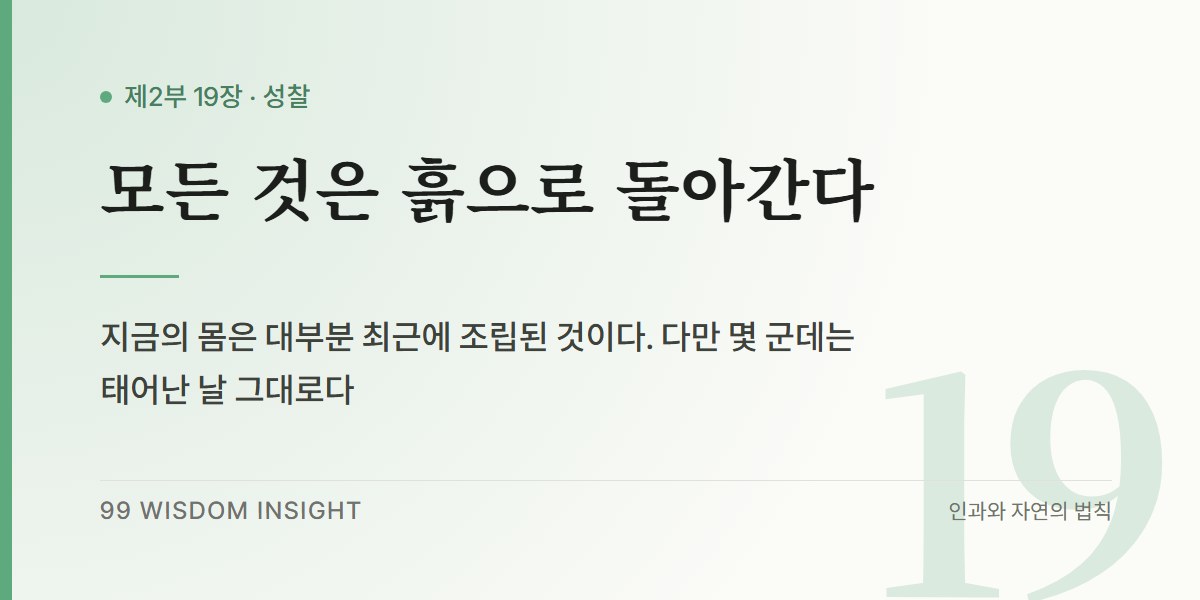 제2부 19장 · 성찰
모든 것은 흙으로 돌아간다
지금의 몸은 대부분 최근에 조립된 것이다. 다만 몇 군데는
태어난 날 그대로다
99 WISDOM INSIGHT
인과와 자연의 법칙
19